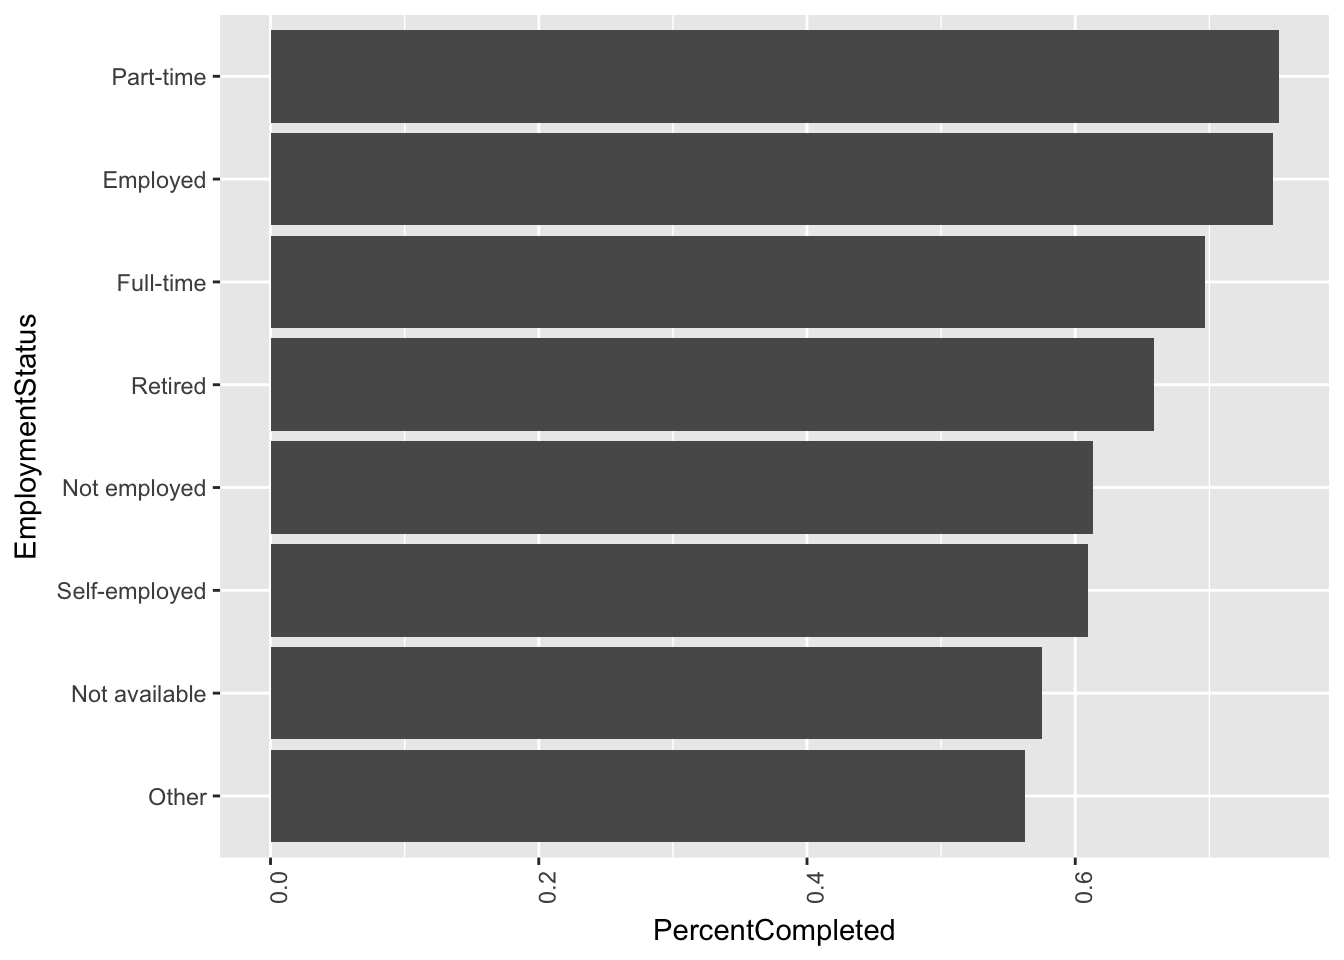 Part-time
Employed
Full-time
Retired
Not employed
Self-employed
Not available
Other
EmploymentStatus
0.0
0.2
0.4
0.6
PercentCompleted